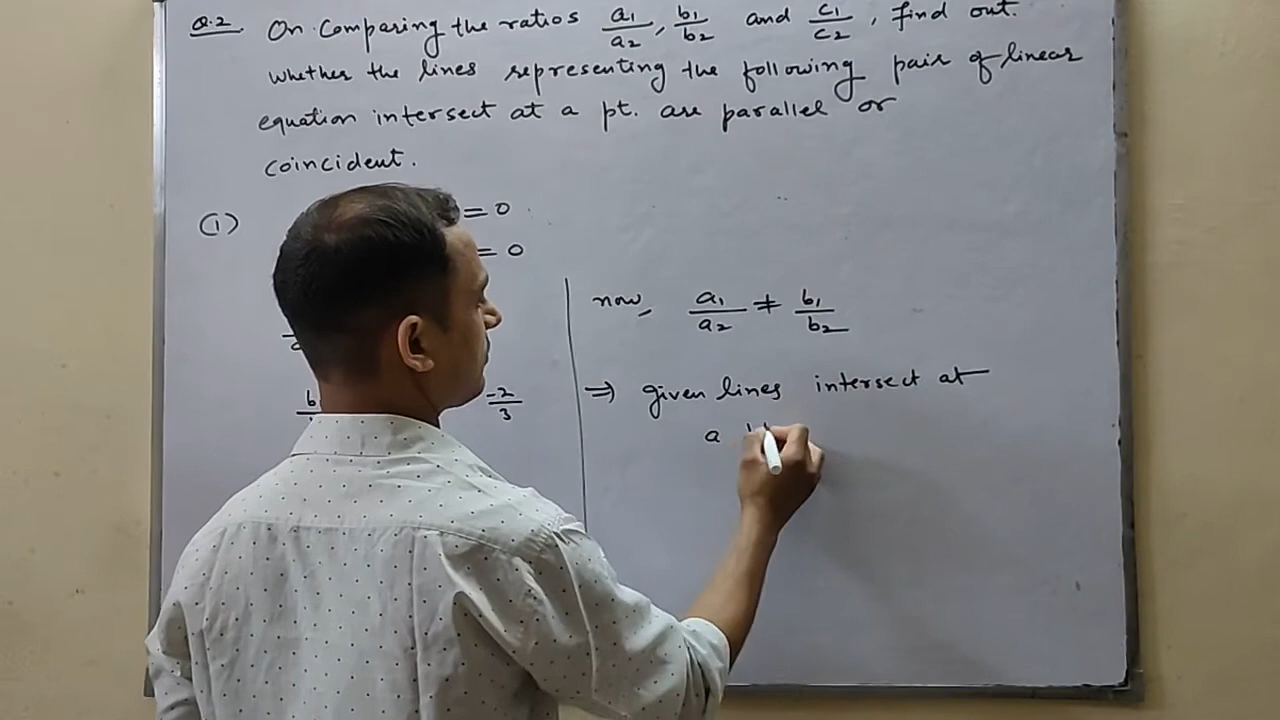 Q.2 On Comparing the ratios a1/a2, b1/b2 and c1/c2, find out.
whether the lines representing the following pair of linear
equation intersect at a pt. are parallel or
coincident.
(1) = 0
= 0
now, a1/a2 ≠ b1/b2
⇒ given lines intersect at
b -2/3
a